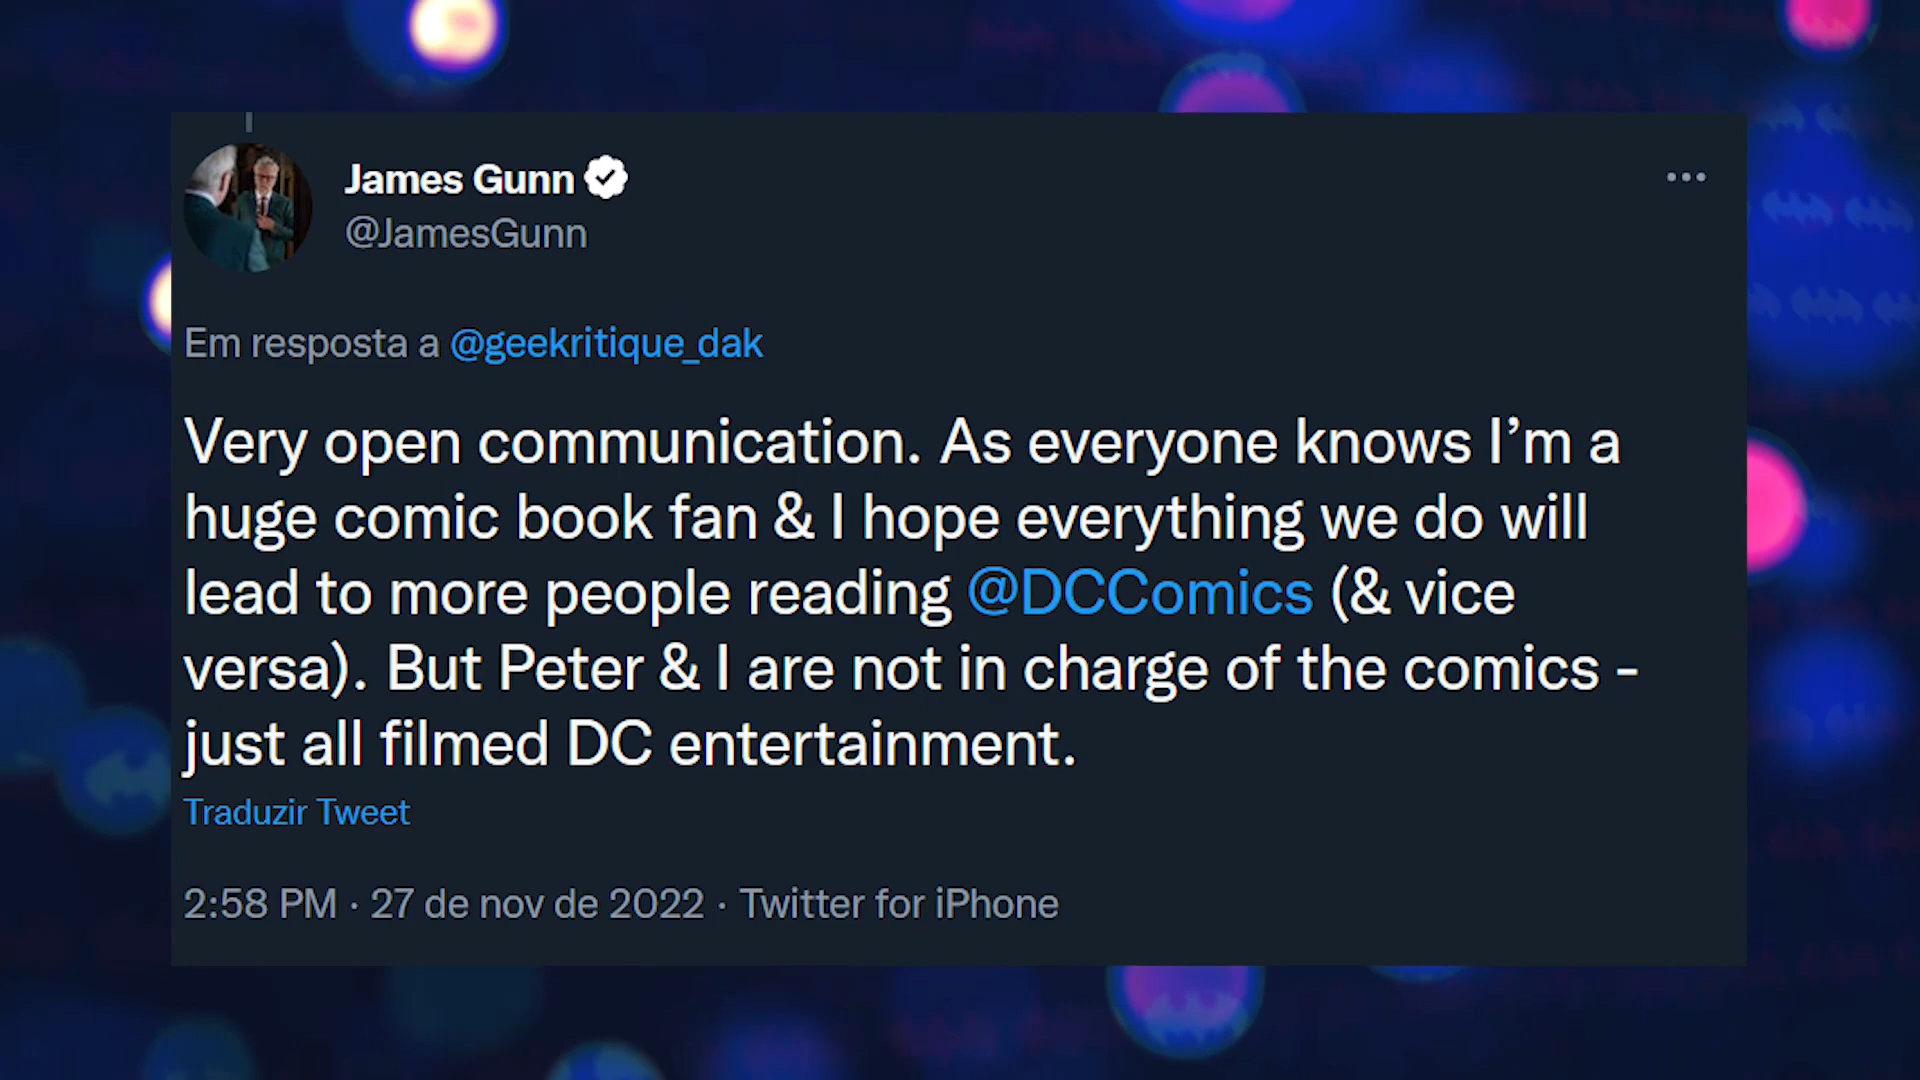 James Gunn
@JamesGunn
Em resposta a @geekritique_dak
Very open communication. As everyone knows I’m a
huge comic book fan & I hope everything we do will
lead to more people reading @DCComics (& vice
versa). But Peter & I are not in charge of the comics -
just all filmed DC entertainment.
Traduzir Tweet
2:58 PM · 27 de nov de 2022 · Twitter for iPhone